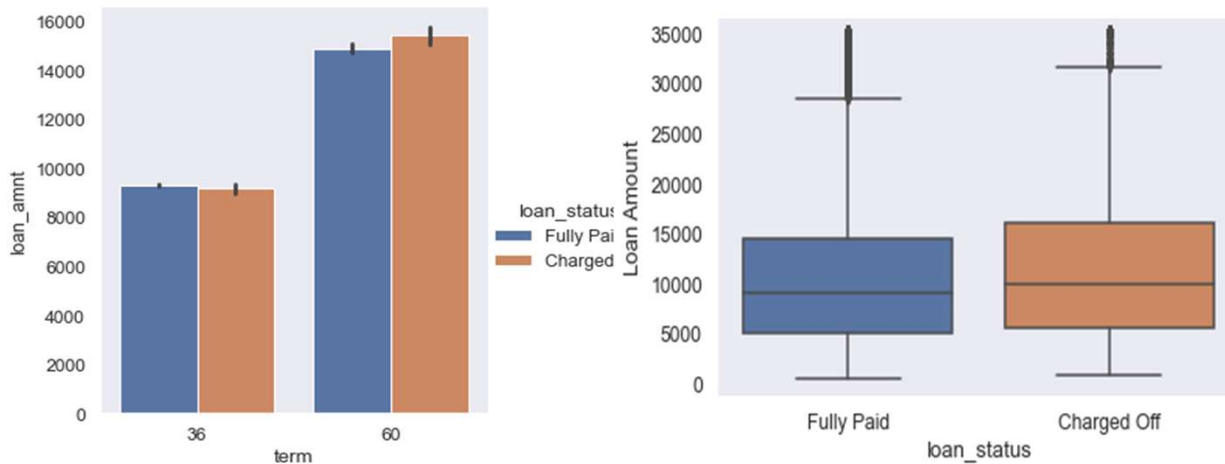 16000
14000
12000
10000
8000
6000
4000
2000
0
loan_amnt
36
60
term
loan_status
Fully Pai
Charged
35000
30000
25000
20000
15000
10000
5000
0
Loan Amount
Fully Paid
Charged Off
loan_status